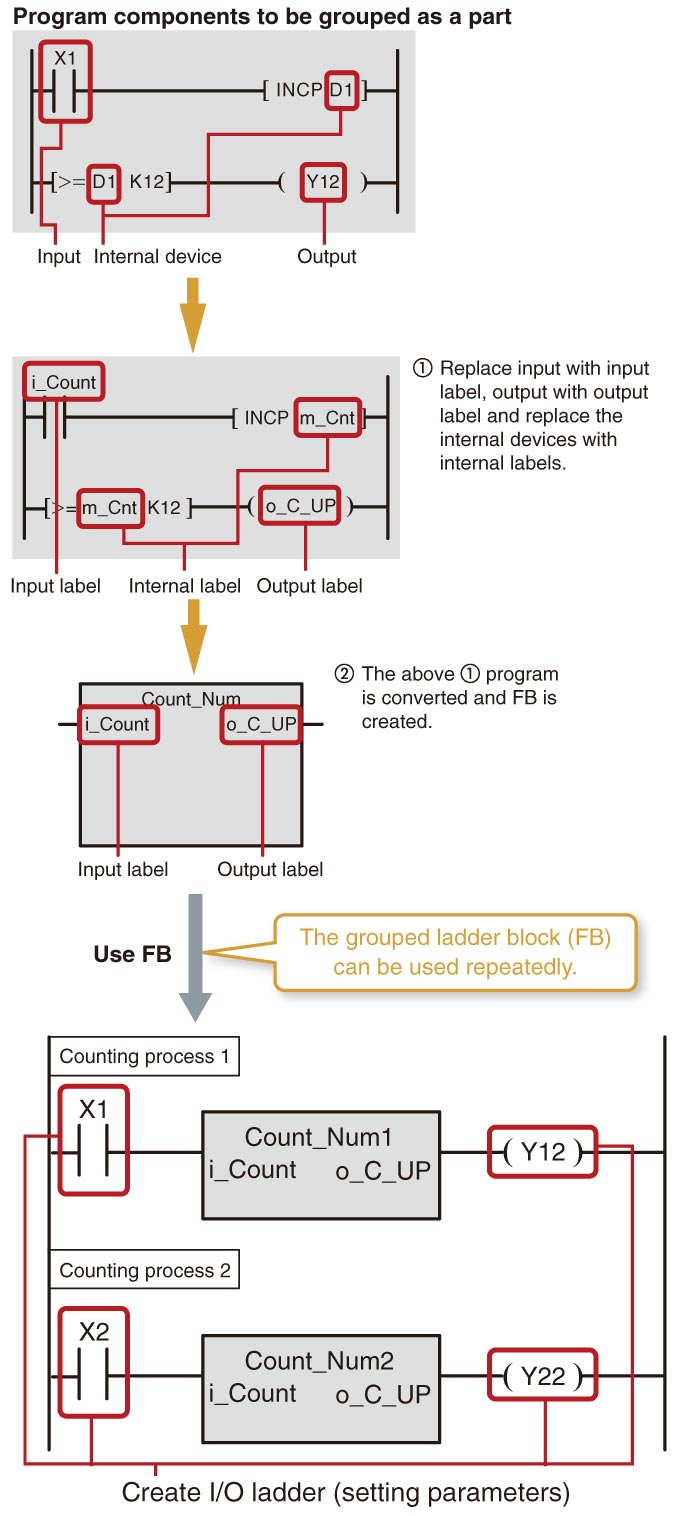 Program components to be grouped as a part
X1
[ INCP D1 ]
[>= D1 K12]
( Y12 )
Input Internal device Output
i_Count
[ INCP m_Cnt ]
[>= m_Cnt K12 ]
( o_C_UP )
Input label Internal label Output label
① Replace input with input
label, output with output
label and replace the
internal devices with
internal labels.
② The above ① program
is converted and FB is
created.
Count_Num
i_Count o_C_UP
Input label Output label
Use FB
The grouped ladder block (FB)
can be used repeatedly.
Counting process 1
X1
Count_Num1
i_Count o_C_UP
( Y12 )
Counting process 2
X2
Count_Num2
i_Count o_C_UP
( Y22 )
Create I/O ladder (setting parameters)